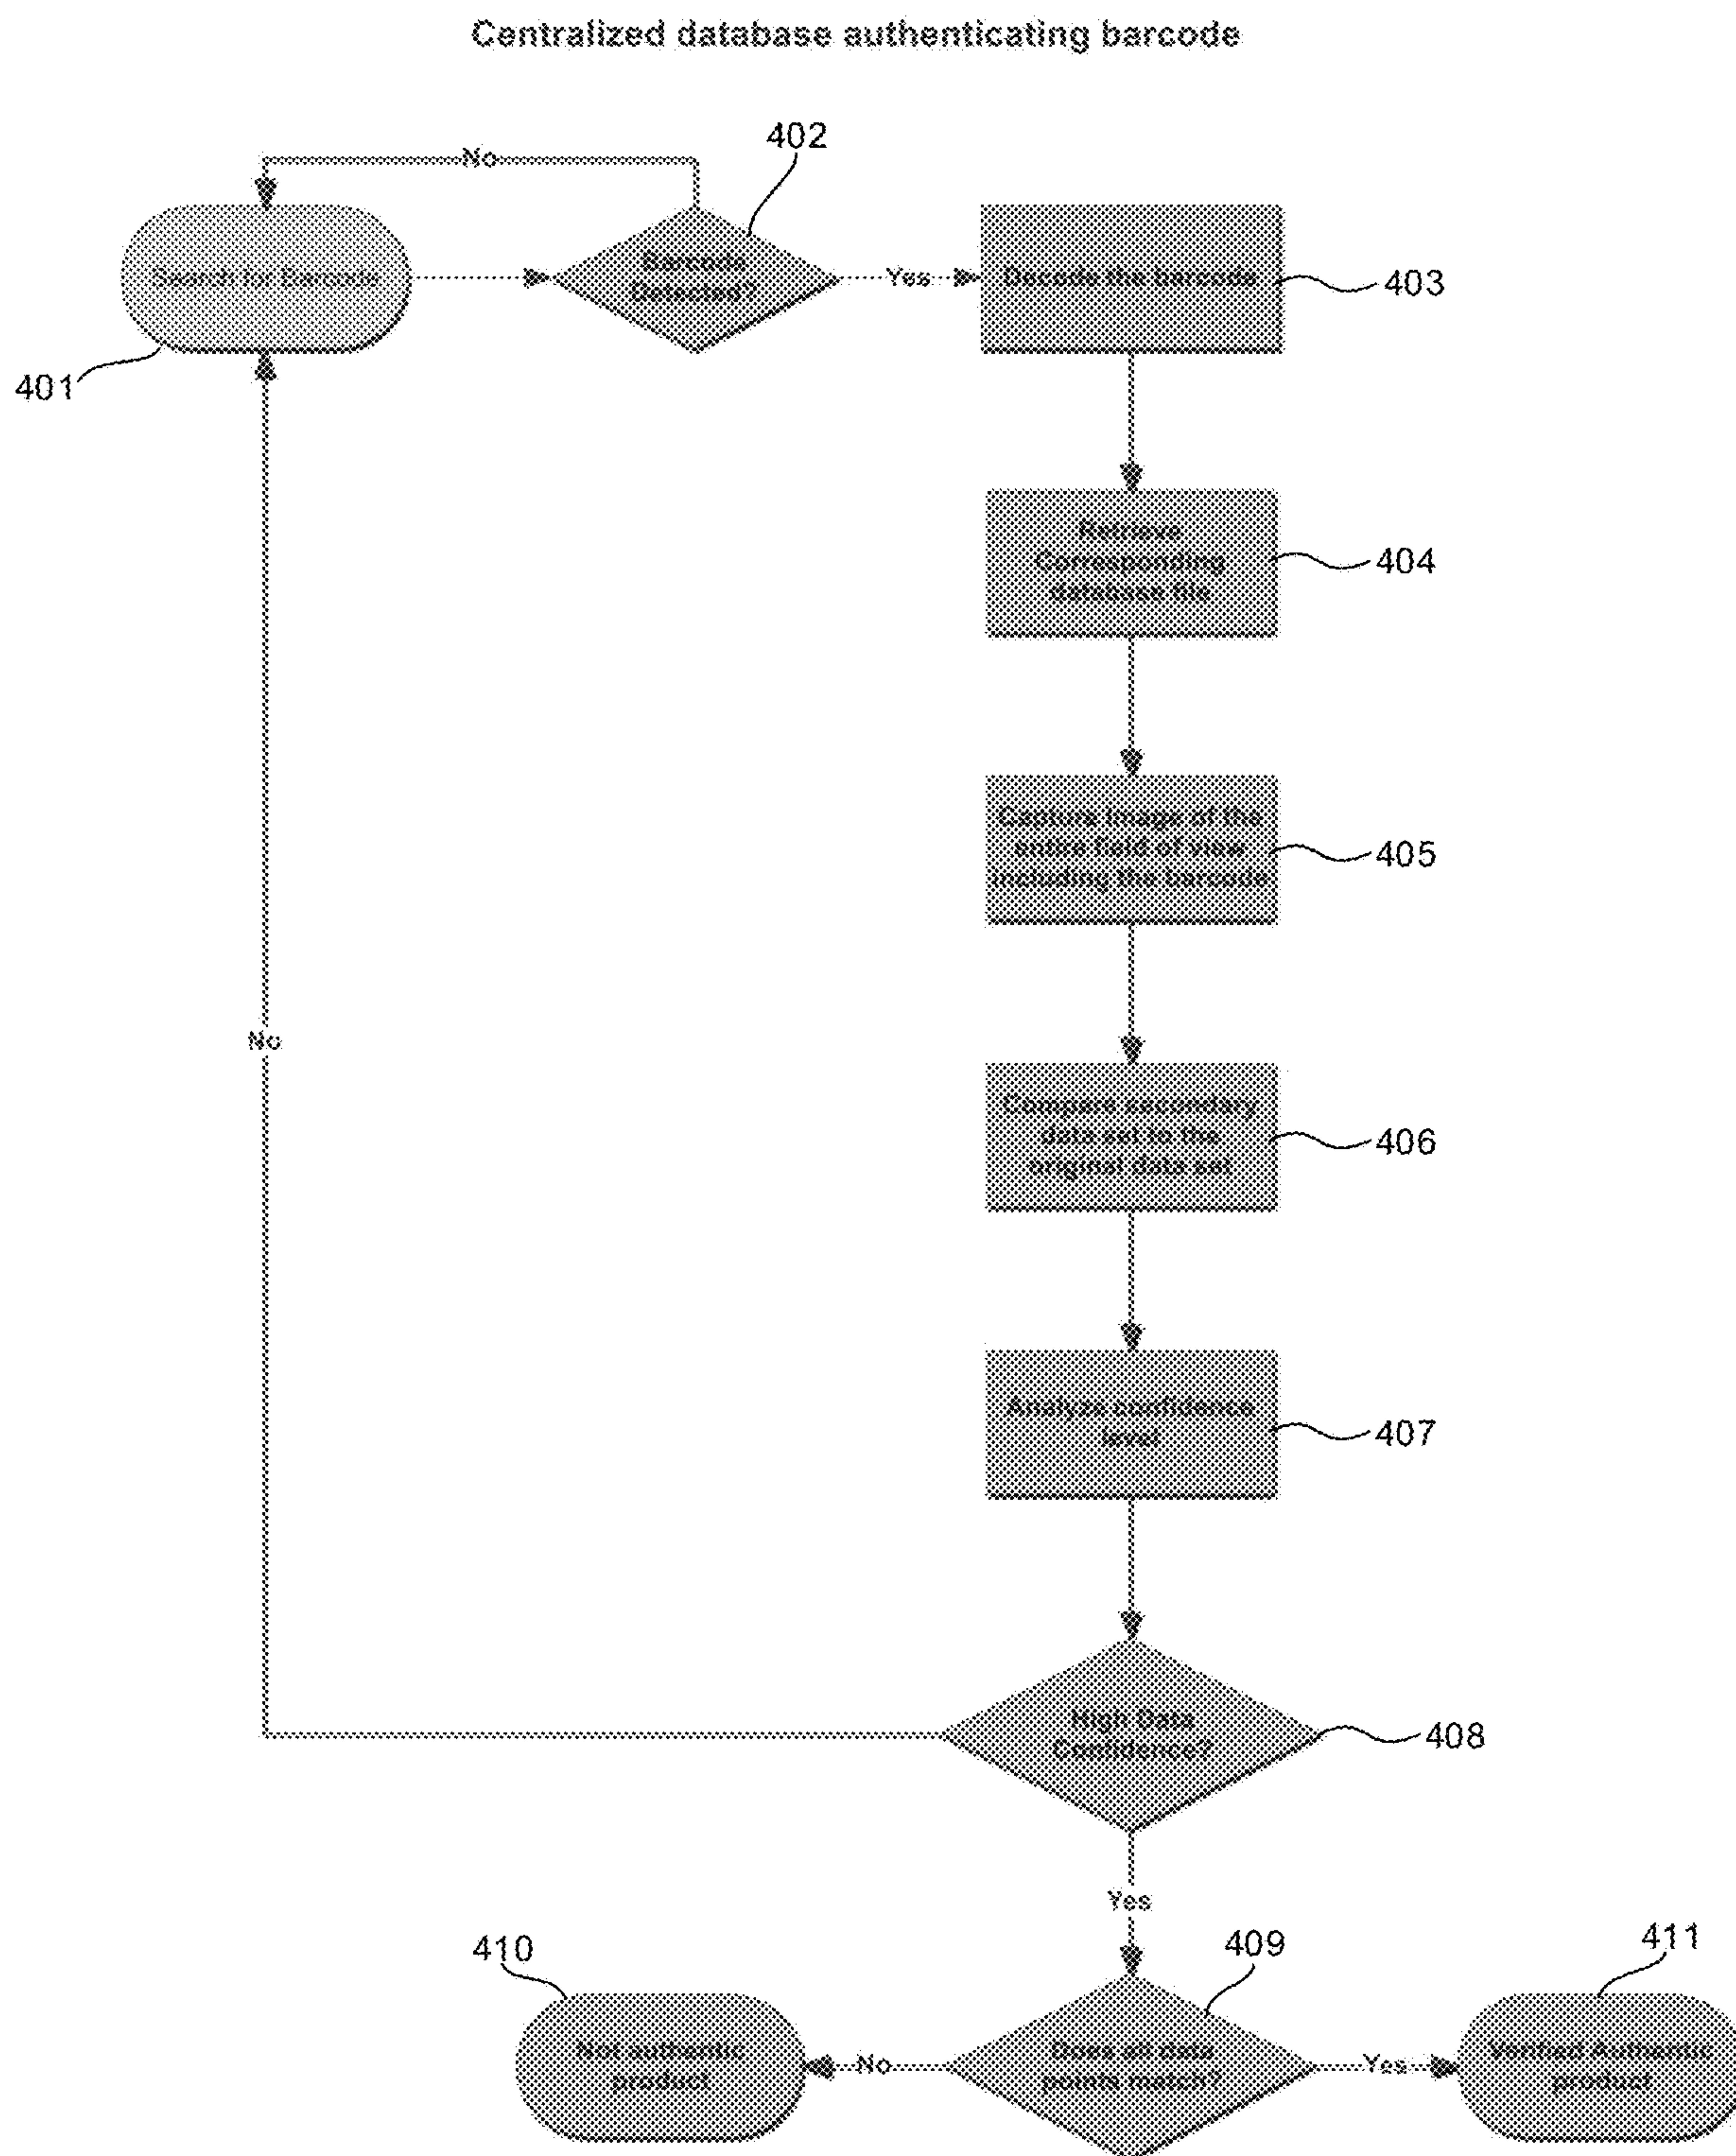 Centralized database authenticating barcode
402
No
Search for Barcode
Barcode
Detected?
Yes
Decode the barcode
403
401
Retrieve
Corresponding
database file
404
Capture image of the
entire field of view
including the barcode
405
No
Compare secondary
data set to the
original data set
406
Analyze confidence
level
407
High Data
Confidence?
408
Yes
410
409
411
Not authentic
product
No
Does all data
points match?
Yes
Verified Authentic
product